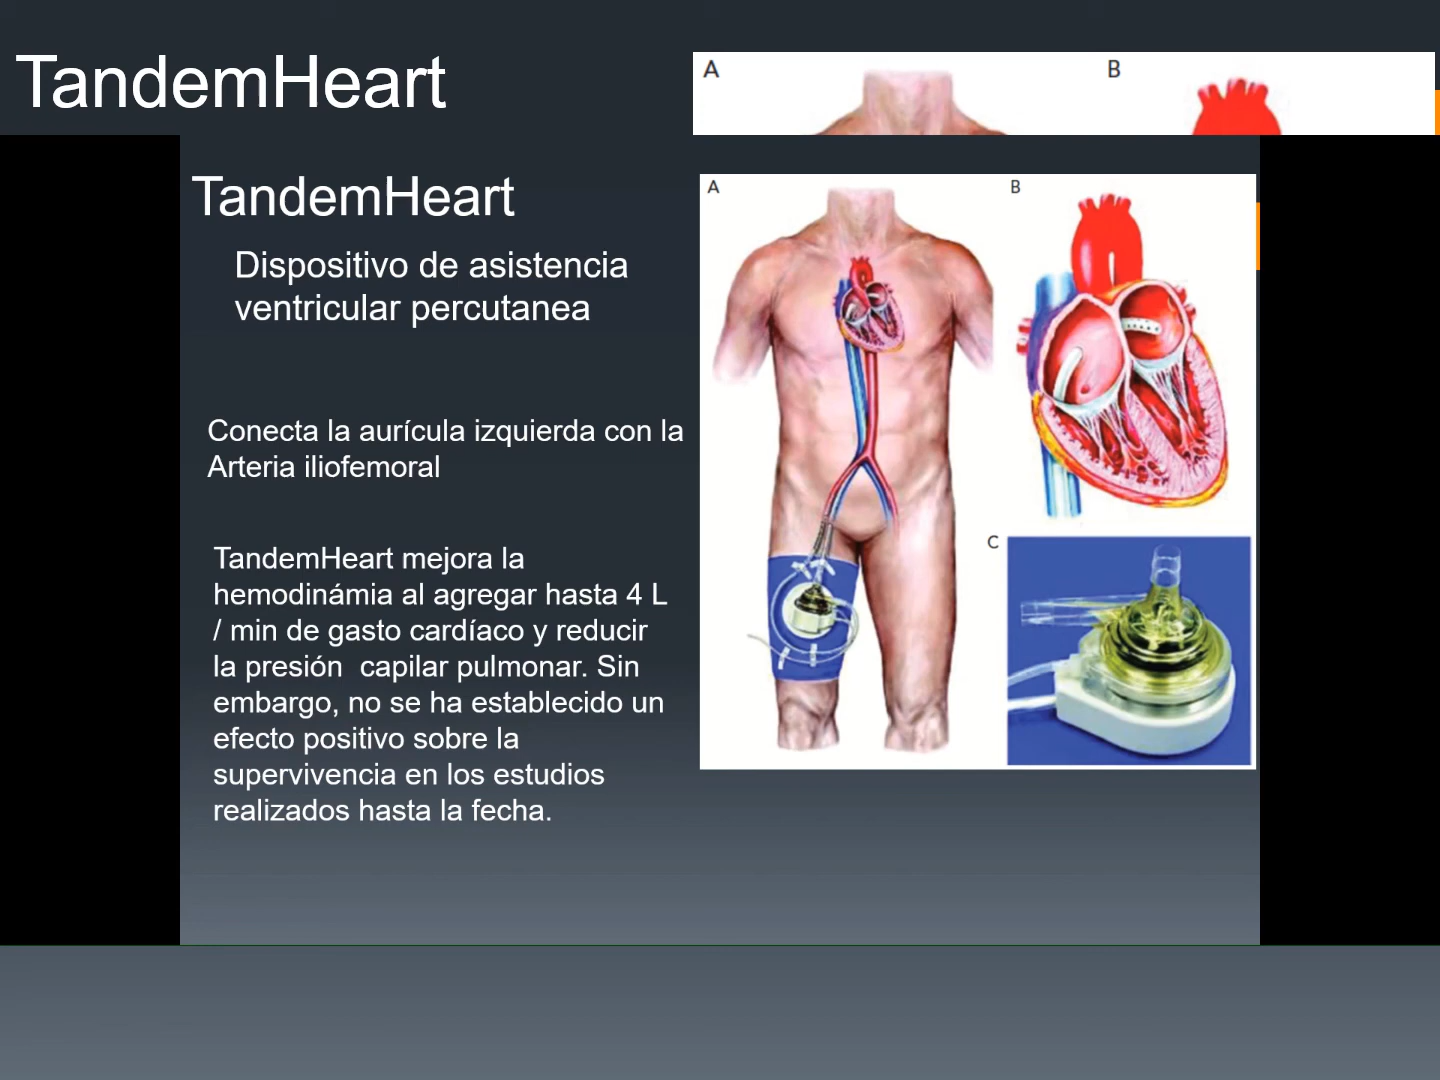 TandemHeart
A
B
TandemHeart
Dispositivo de asistencia
ventricular percutanea
Conecta la aurícula izquierda con la
Arteria iliofemoral
TandemHeart mejora la
hemodinámia al agregar hasta 4 L
/ min de gasto cardíaco y reducir
la presión  capilar pulmonar. Sin
embargo, no se ha establecido un
efecto positivo sobre la
supervivencia en los estudios
realizados hasta la fecha.
A
B
C